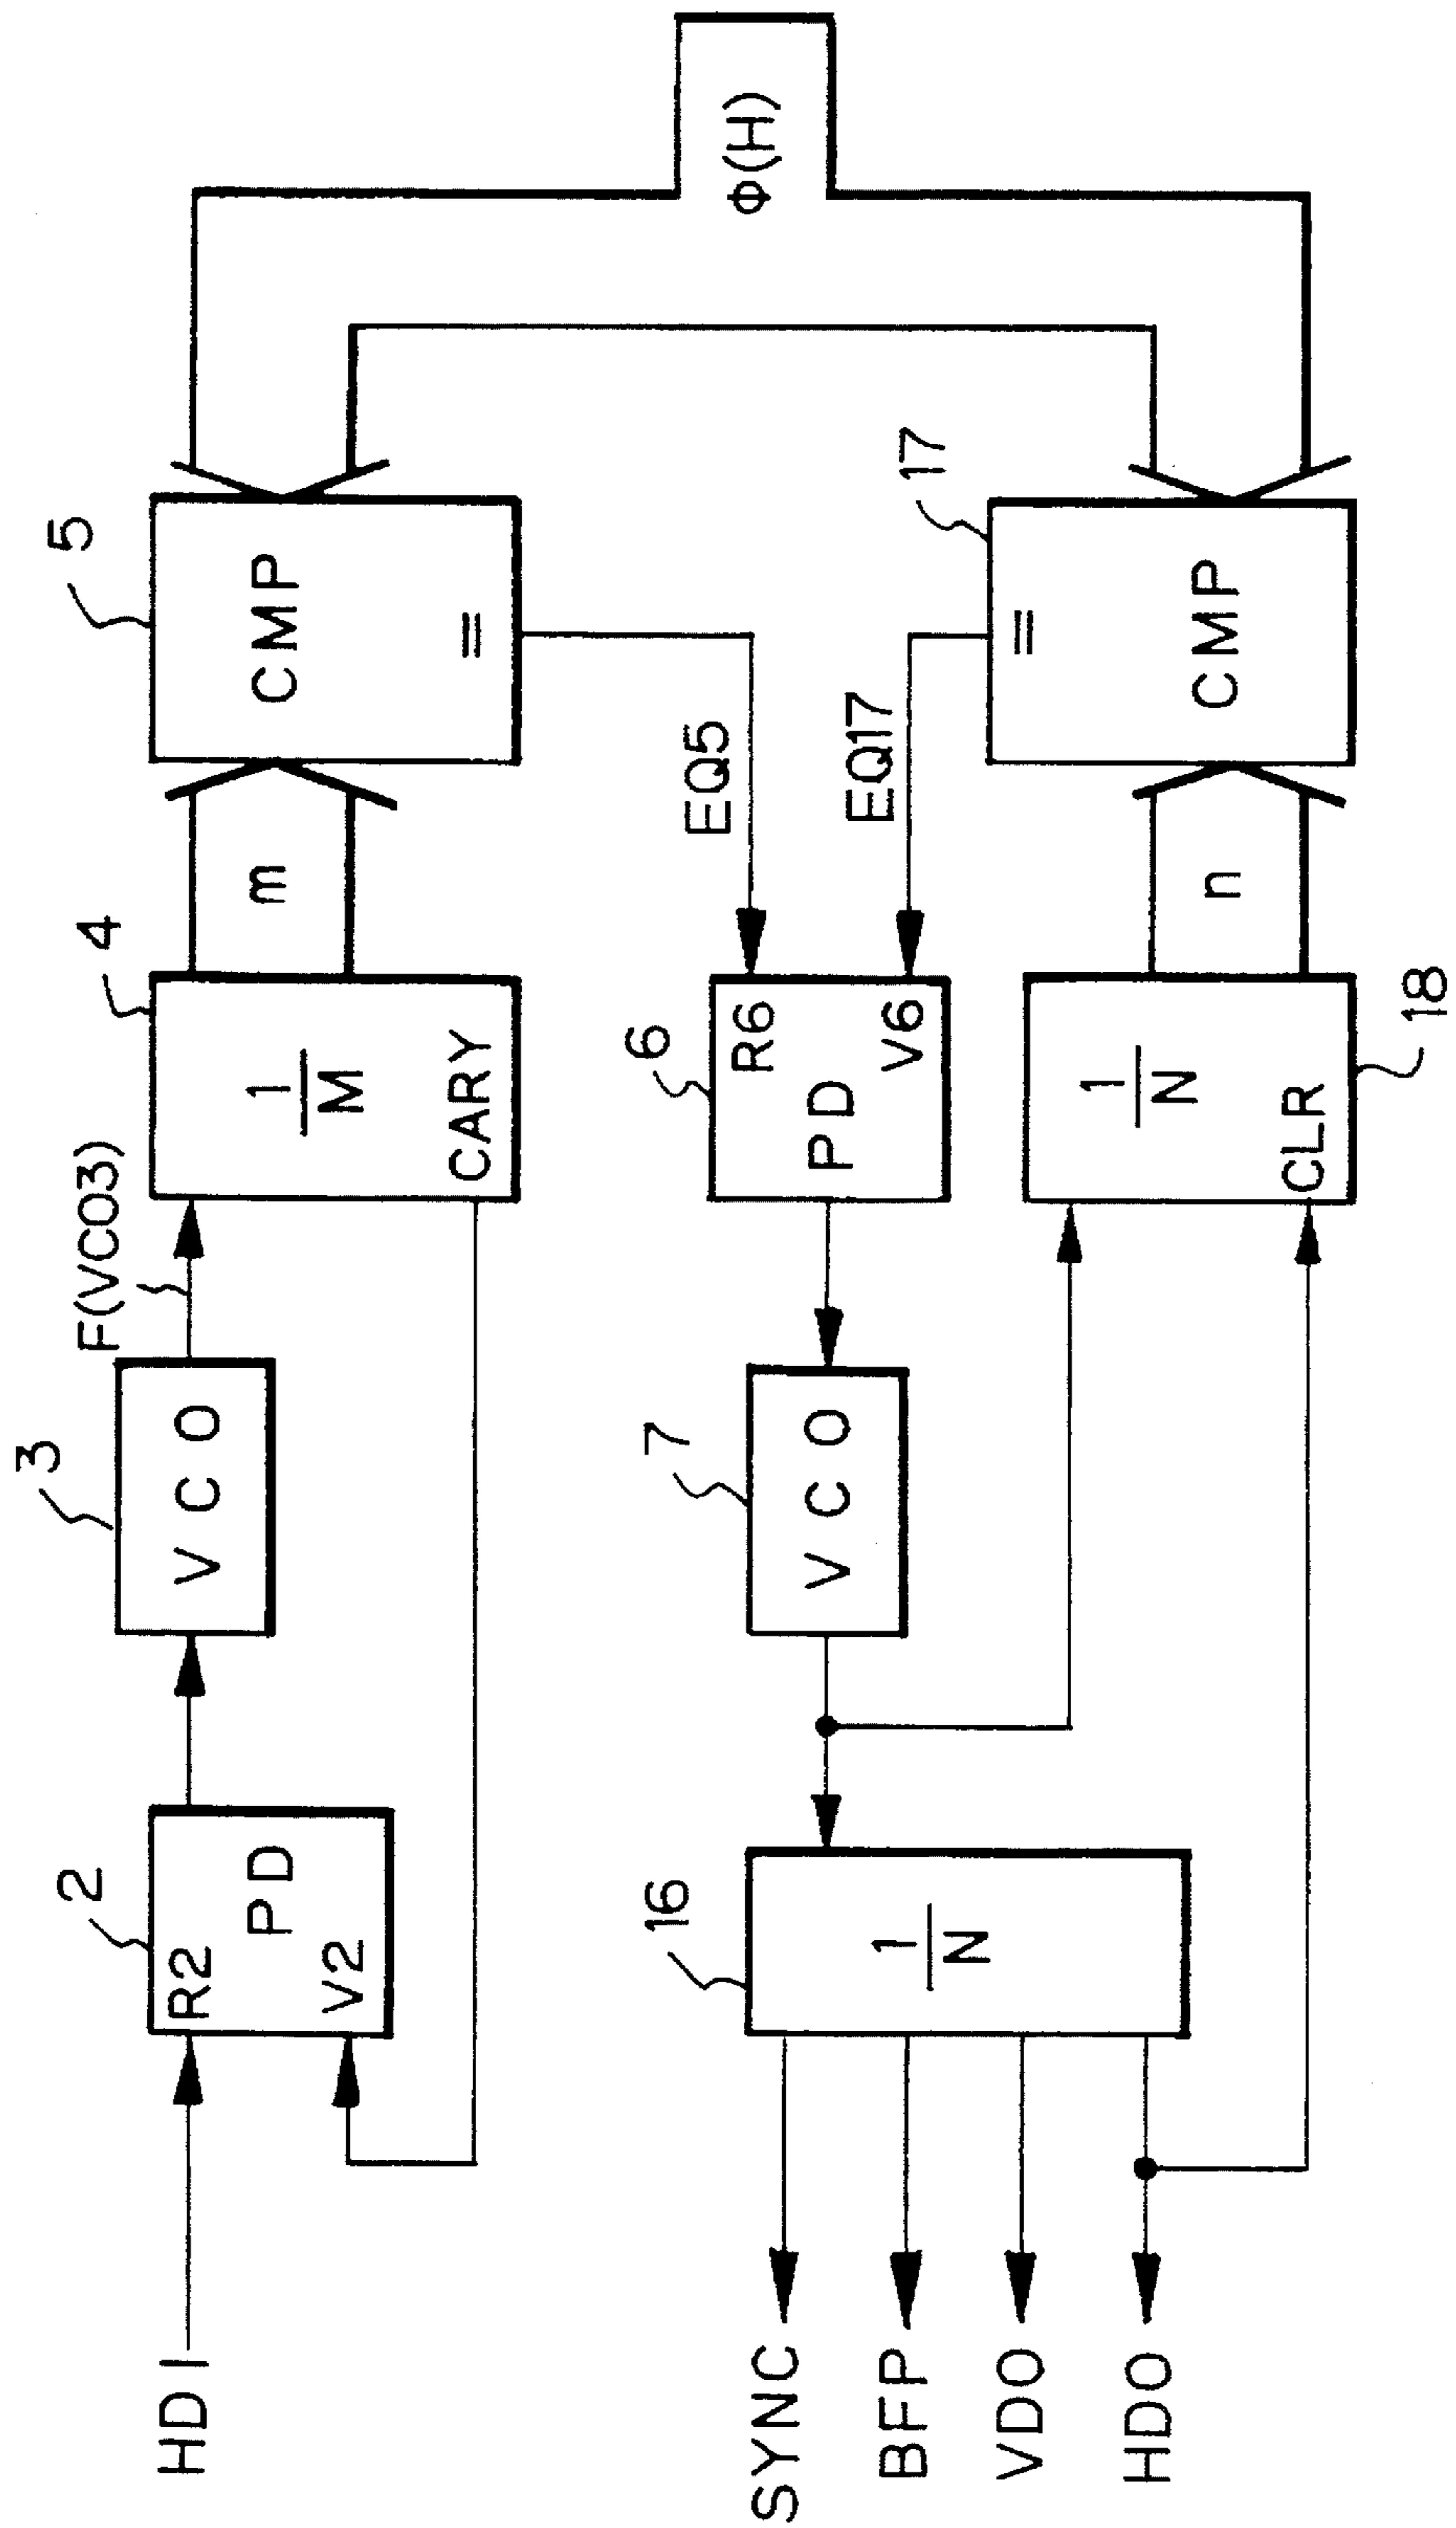 HDI
2
R2
PD
V2
3
VCO
F(VCO3)
4
1
M
CARY
m
5
CMP
=
Φ(H)
EQ5
EQ17
6
R6
PD
V6
7
VCO
16
1
N
SYNC
BFP
VDO
HDO
17
=
CMP
n
1
N
CLR
18